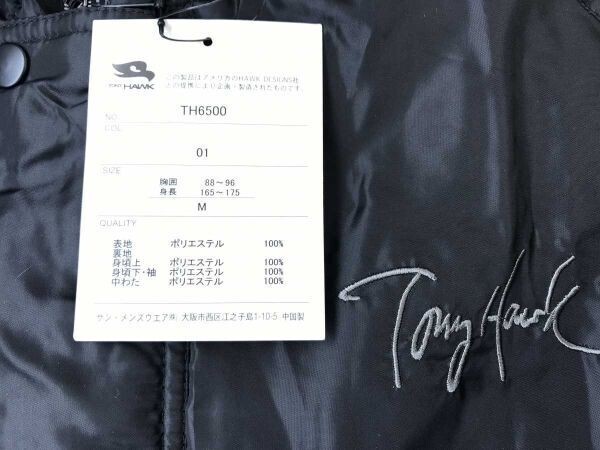 TONY HAWK
この製品はアメリカのHAWK DESIGNS社
との提携により企画・製造されたものです。
NO. TH6500
COL.
01
SIZE
胸囲 88～96
身長 165～175
M
QUALITY
表地 ポリエステル 100%
裏地
身頃上 ポリエステル 100%
身頃下・袖 ポリエステル 100%
中わた ポリエステル 100%
サン・メンズウエア㈱ 大阪市西区江之子島1-10-5 中国製
Tony Hawk